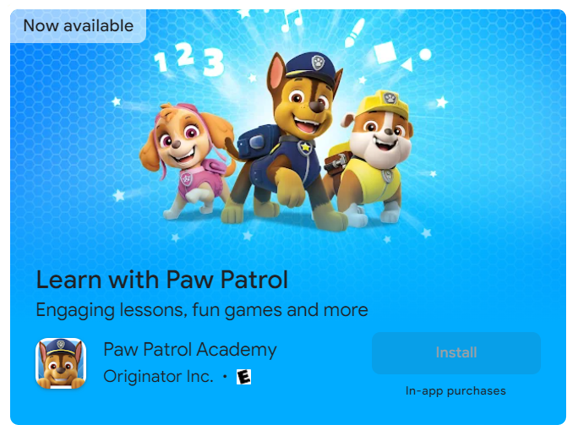 Now available
1 2 3
Learn with Paw Patrol
Engaging lessons, fun games and more
Paw Patrol Academy
Originator Inc. · E
Install
In-app purchases